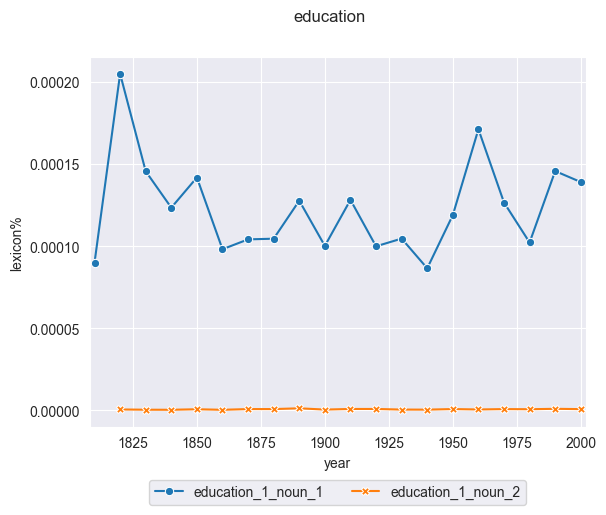 education
0.00020
0.00015
0.00010
0.00005
0.00000
lexicon%
1825 1850 1875 1900 1925 1950 1975 2000
year
education_1_noun_1 education_1_noun_2